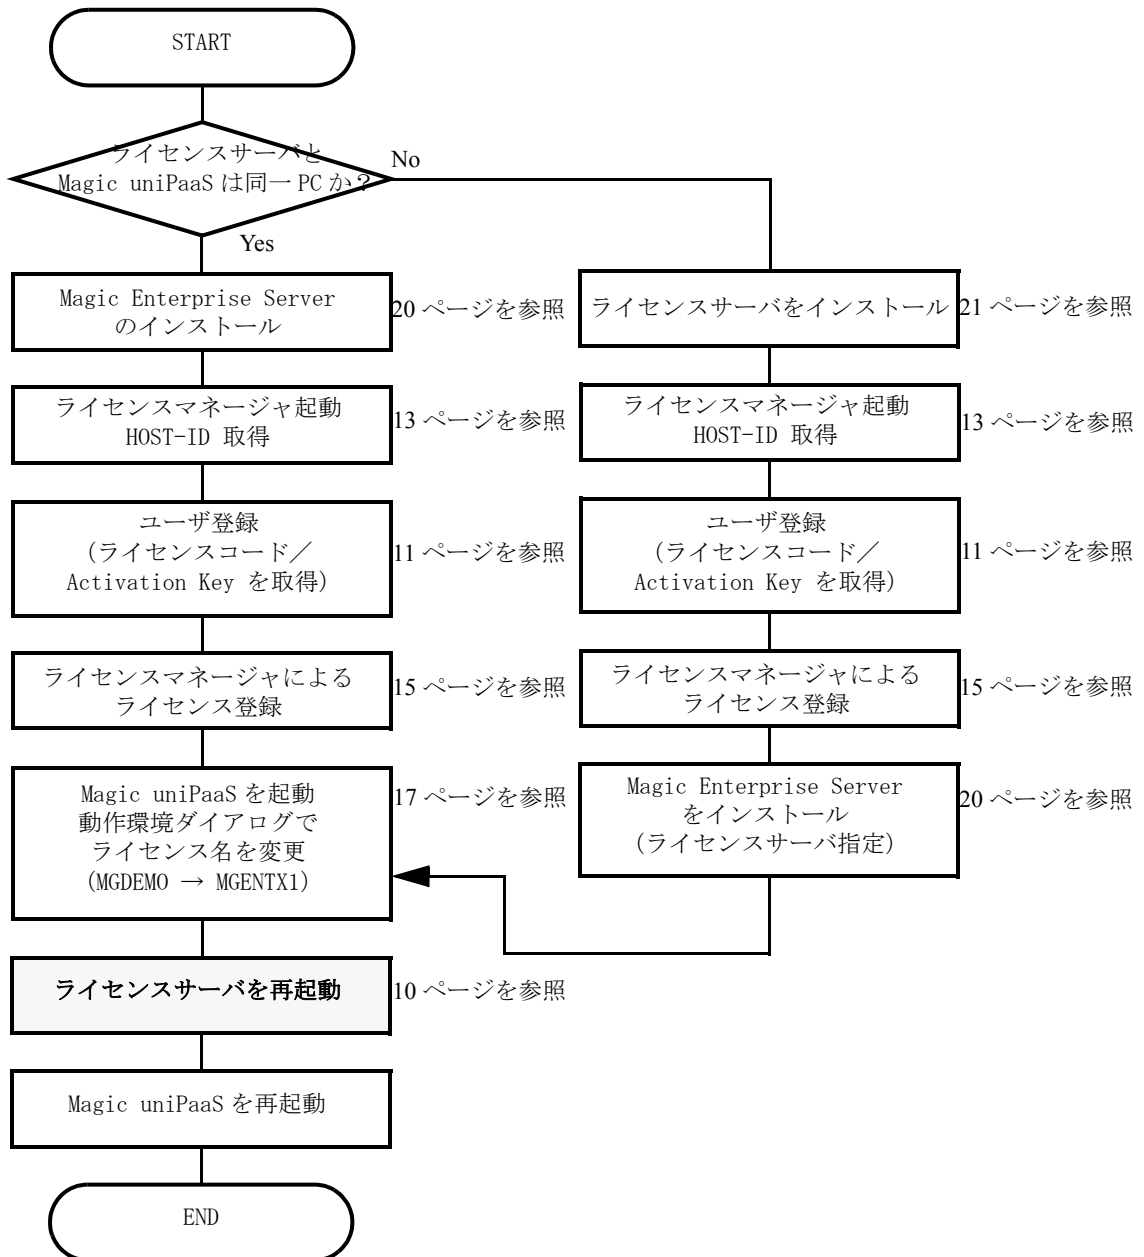 START
ライセンスサーバと
Magic uniPaaS は同一 PC か?
No
Yes
Magic Enterprise Server
のインストール
20 ページを参照
ライセンスマネージャ起動
HOST-ID 取得
13 ページを参照
ユーザ登録
(ライセンスコード/
Activation Key を取得)
11 ページを参照
ライセンスマネージャによる
ライセンス登録
15 ページを参照
Magic uniPaaS を起動
動作環境ダイアログで
ライセンス名を変更
(MGDEMO → MGENTX1)
17 ページを参照
ライセンスサーバを再起動
10 ページを参照
Magic uniPaaS を再起動
END
ライセンスサーバをインストール
21 ページを参照
ライセンスマネージャ起動
HOST-ID 取得
13 ページを参照
ユーザ登録
(ライセンスコード/
Activation Key を取得)
11 ページを参照
ライセンスマネージャによる
ライセンス登録
15 ページを参照
Magic Enterprise Server
をインストール
(ライセンスサーバ指定)
20 ページを参照